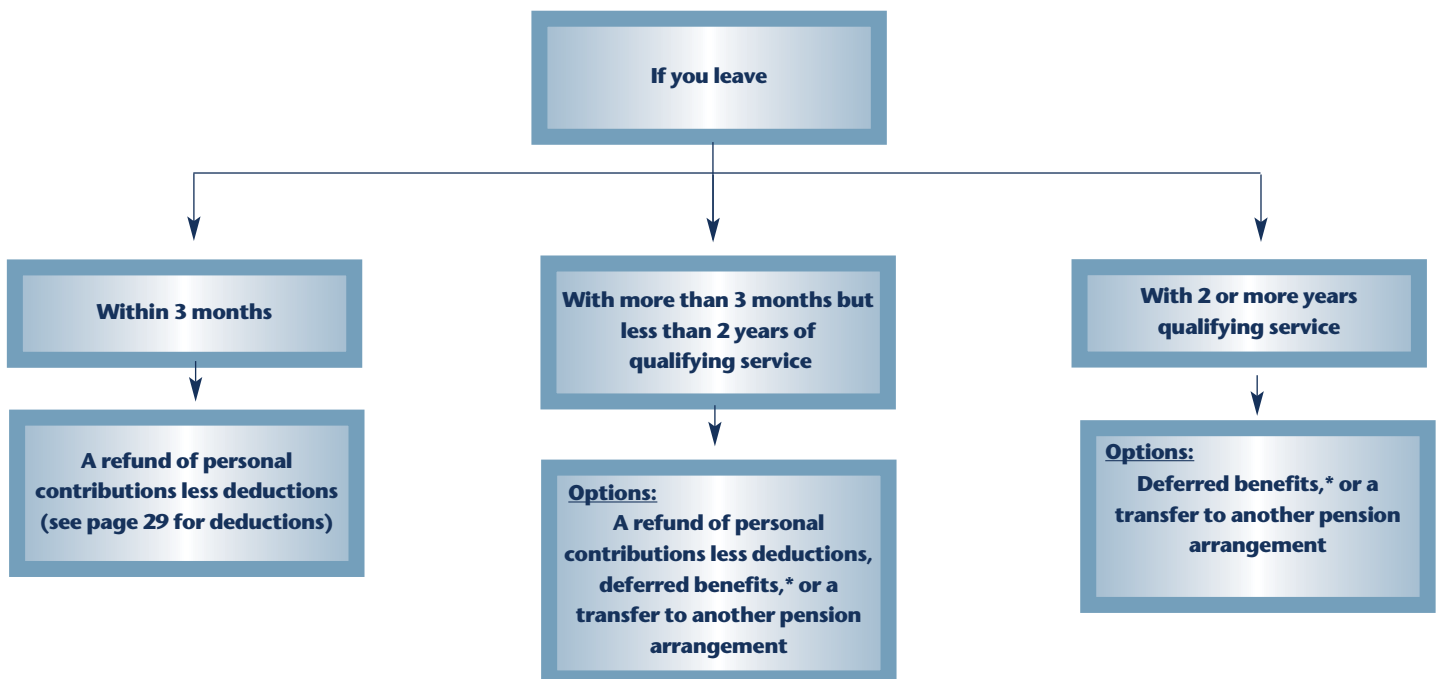 If you leave
Within 3 months
With more than 3 months but
less than 2 years of
qualifying service
With 2 or more years
qualifying service
A refund of personal
contributions less deductions
(see page 29 for deductions)
Options:
A refund of personal
contributions less deductions,
deferred benefits,* or a
transfer to another pension
arrangement
Options:
Deferred benefits,* or a
transfer to another pension
arrangement